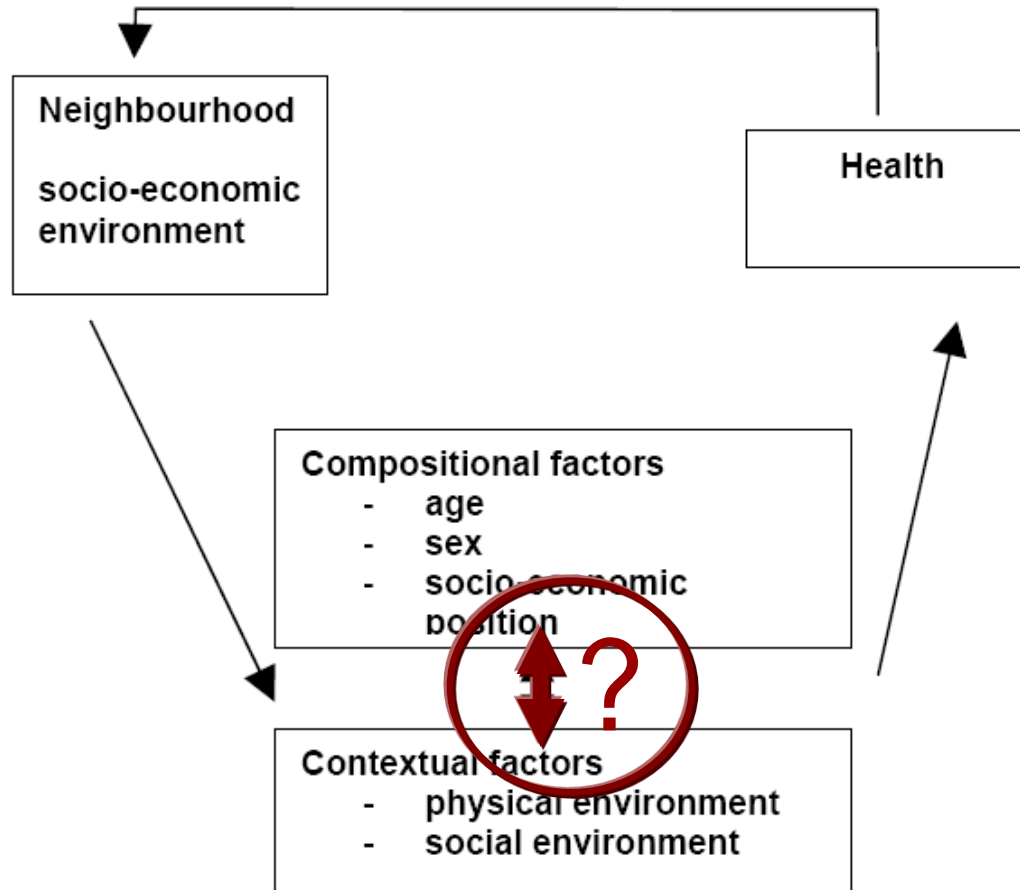 Neighbourhood
socio-economic
environment
Health
Compositional factors
- age
- sex
- socio-economic
position
?
Contextual factors
- physical environment
- social environment